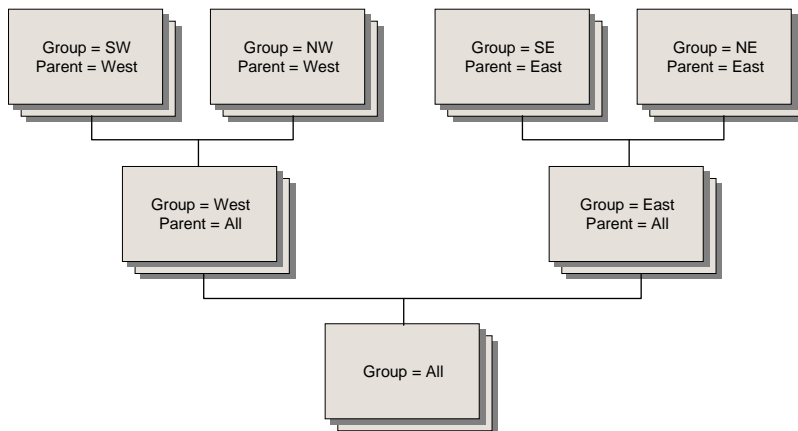 Group = SW
Parent = West
Group = NW
Parent = West
Group = SE
Parent = East
Group = NE
Parent = East
Group = West
Parent = All
Group = East
Parent = All
Group = All